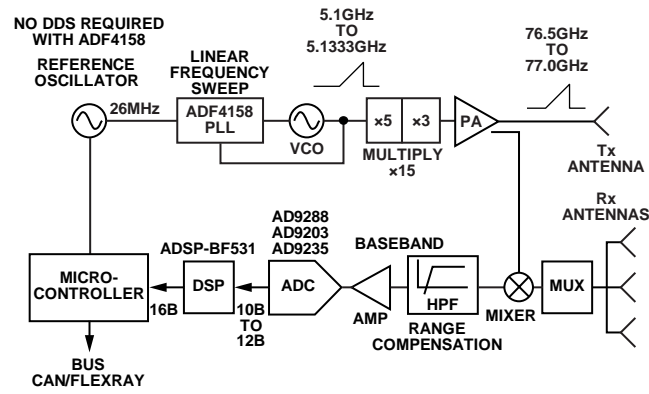 NO DDS REQUIRED
WITH ADF4158
REFERENCE
OSCILLATOR
26MHz
LINEAR
FREQUENCY
SWEEP
ADF4158
PLL
VCO
5.1GHz
TO
5.1333GHz
×5
×3
MULTIPLY
×15
PA
76.5GHz
TO
77.0GHz
Tx
ANTENNA
Rx
ANTENNAS
MICRO-
CONTROLLER
16B
BUS
CAN/FLEXRAY
ADSP-BF531
DSP
10B
TO
12B
AD9288
AD9203
AD9235
ADC
AMP
BASEBAND
HPF
RANGE
COMPENSATION
MIXER
MUX